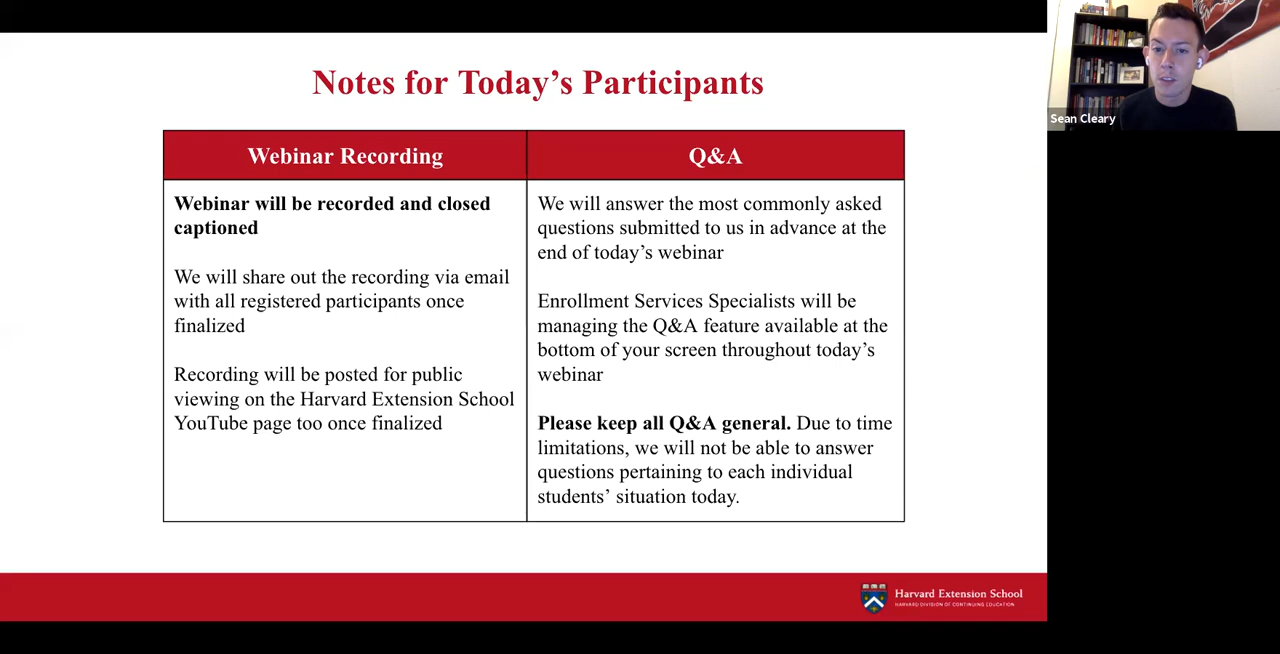 Notes for Today’s Participants
Webinar Recording
Webinar will be recorded and closed
captioned
We will share out the recording via email
with all registered participants once
finalized
Recording will be posted for public
viewing on the Harvard Extension School
YouTube page too once finalized
Q&A
We will answer the most commonly asked
questions submitted to us in advance at the
end of today’s webinar
Enrollment Services Specialists will be
managing the Q&A feature available at the
bottom of your screen throughout today’s
webinar
Please keep all Q&A general. Due to time
limitations, we will not be able to answer
questions pertaining to each individual
students’ situation today.
Sean Cleary
Harvard Extension School
HARVARD DIVISION OF CONTINUING EDUCATION